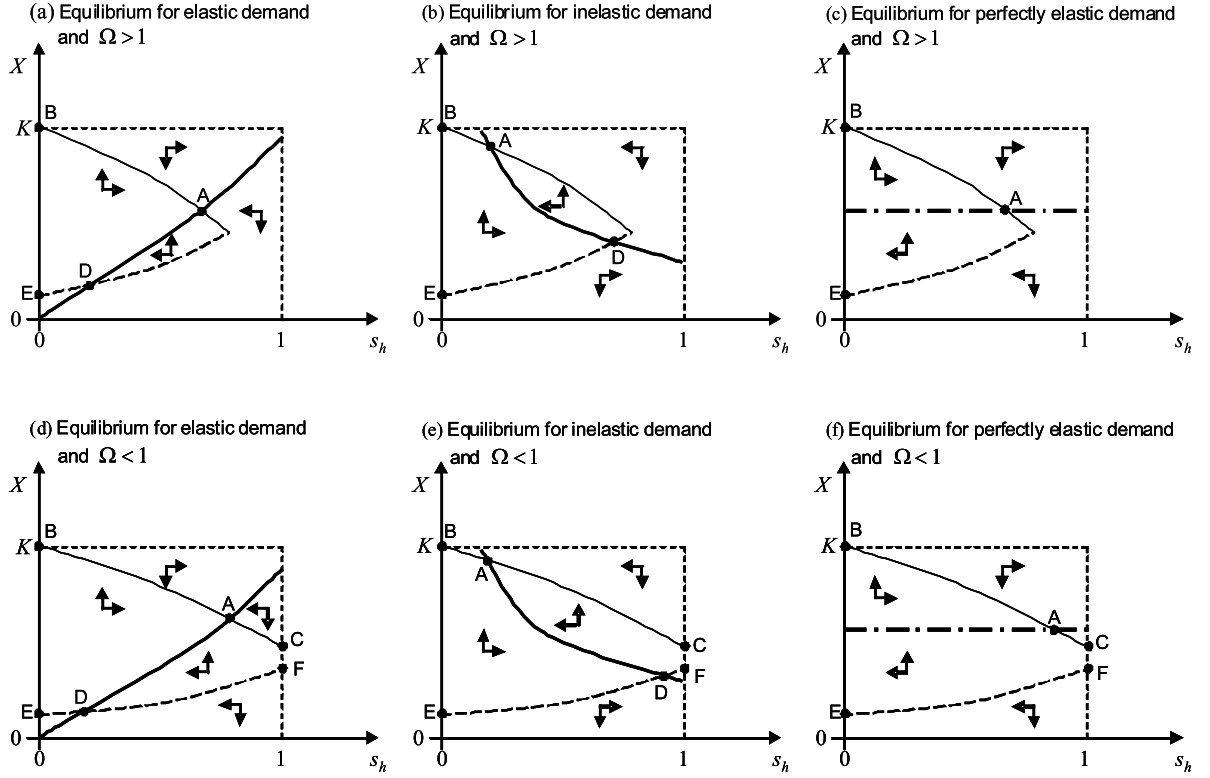 (a) Equilibrium for elastic demand
and Ω > 1
X
B
K
A
D
E
0
0
1
s_h
(b) Equilibrium for inelastic demand
and Ω > 1
X
B
K
A
D
E
0
0
1
s_h
(c) Equilibrium for perfectly elastic demand
and Ω > 1
X
B
K
A
E
0
0
1
s_h
(d) Equilibrium for elastic demand
and Ω < 1
X
B
K
A
C
F
D
E
0
0
1
s_h
(e) Equilibrium for inelastic demand
and Ω < 1
X
B
K
A
C
F
D
E
0
0
1
s_h
(f) Equilibrium for perfectly elastic demand
and Ω < 1
X
B
K
A
C
F
E
0
0
1
s_h